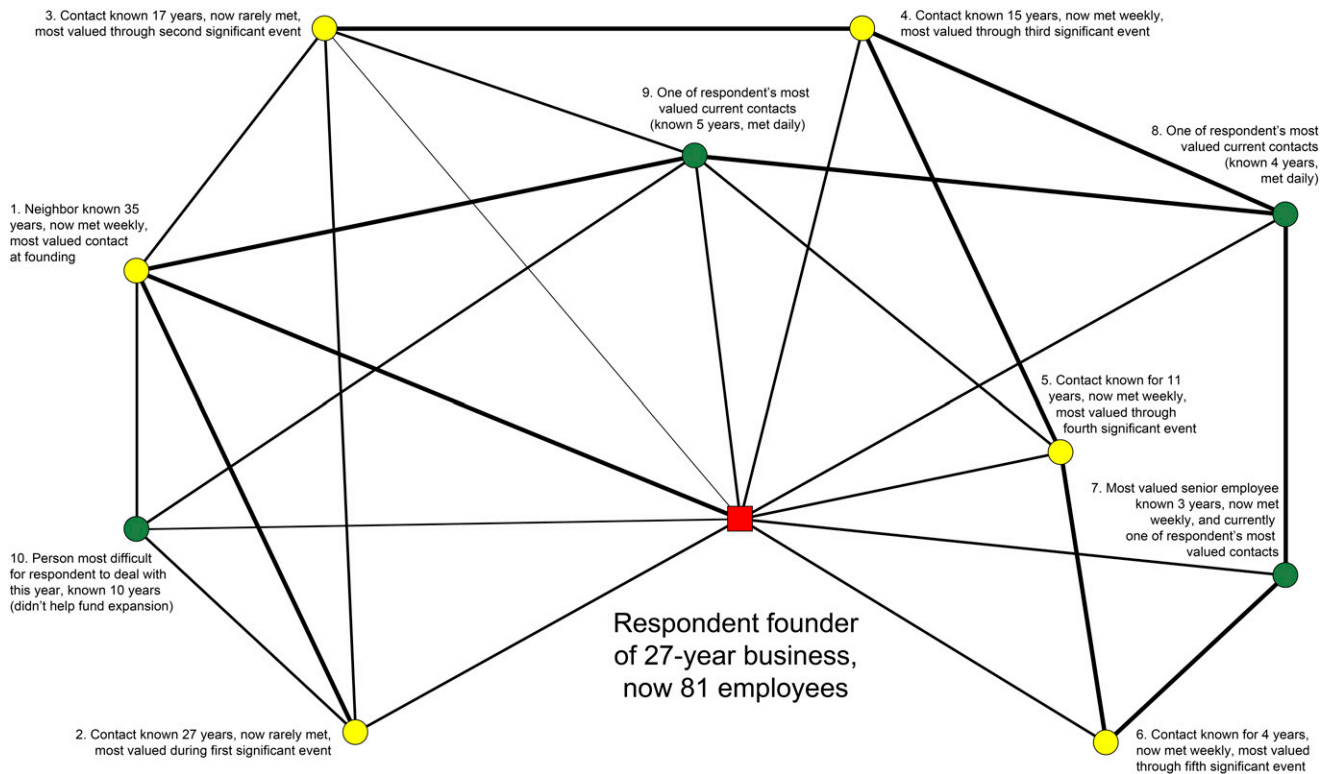 3. Contact known 17 years, now rarely met,
most valued through second significant event
4. Contact known 15 years, now met weekly,
most valued through third significant event
9. One of respondent's most
valued current contacts
(known 5 years, met daily)
8. One of respondent's most
valued current contacts
(known 4 years,
met daily)
1. Neighbor known 35
years, now met weekly,
most valued contact
at founding
5. Contact known for 11
years, now met weekly,
most valued through
fourth significant event
7. Most valued senior employee
known 3 years, now met
weekly, and currently
one of respondent's most
valued contacts
10. Person most difficult
for respondent to deal with
this year, known 10 years
(didn't help fund expansion)
Respondent founder
of 27-year business,
now 81 employees
2. Contact known 27 years, now rarely met,
most valued during first significant event
6. Contact known for 4 years,
now met weekly, most valued
through fifth significant event